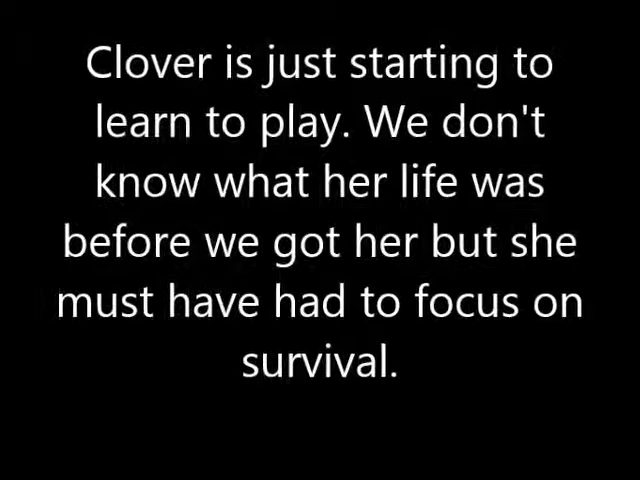 Clover is just starting to
learn to play. We don't
know what her life was
before we got her but she
must have had to focus on
survival.